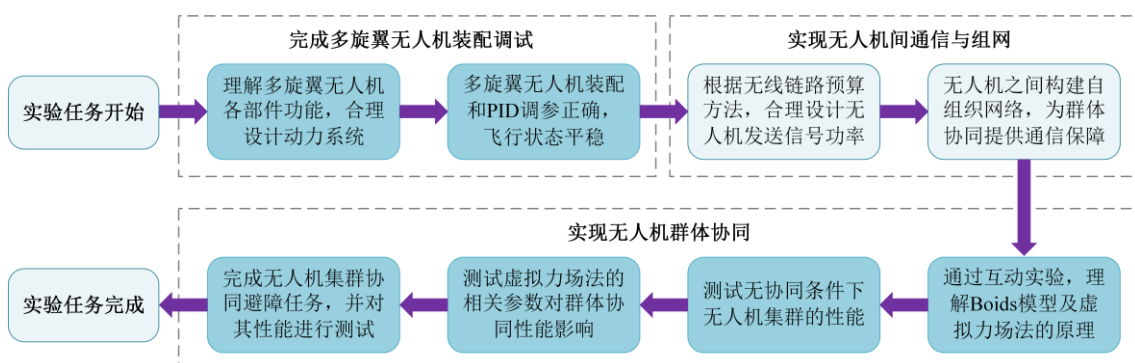 完成多旋翼无人机装配调试
实现无人机间通信与组网
实验任务开始
理解多旋翼无人机
各部件功能，合理
设计动力系统
多旋翼无人机装配
和PID调参正确，
飞行状态平稳
根据无线链路预算
方法，合理设计无
人机发送信号功率
无人机之间构建自
组织网络，为群体
协同提供通信保障
实现无人机群体协同
通过互动实验，理
解Boids模型及虚
拟力场法的原理
测试无协同条件下
无人机集群的性能
测试虚拟力场法的
相关参数对群体协
同性能影响
完成无人机集群协
同避障任务，并对
其性能进行测试
实验任务完成